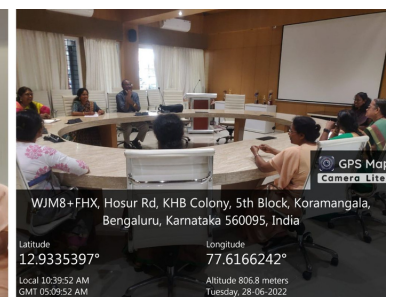 GPS Map
Camera Lite
WJM8+FHX, Hosur Rd, KHB Colony, 5th Block, Koramangala,
Bengaluru, Karnataka 560095, India
Latitude
12.9335397°
Longitude
77.6166242°
Local 10:39:52 AM
GMT 05:09:52 AM
Altitude 806.8 meters
Tuesday, 28-06-2022